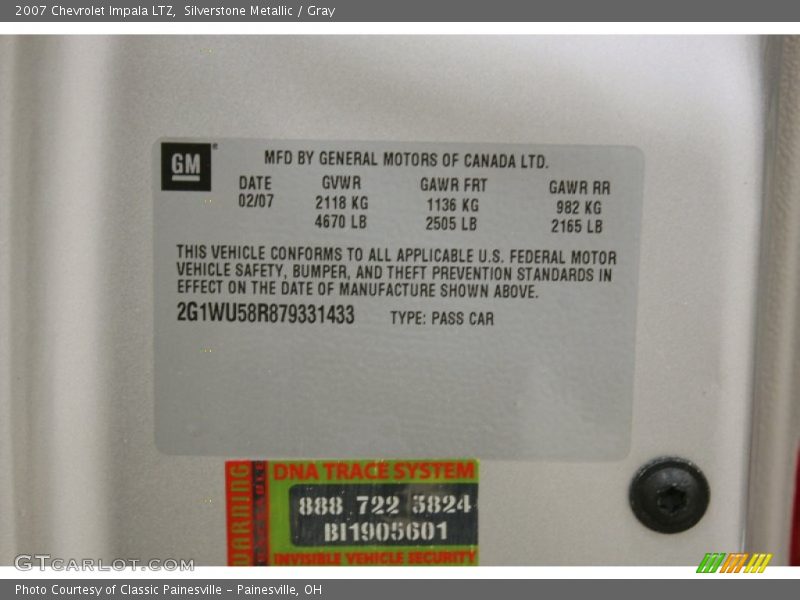 2007 Chevrolet Impala LTZ, Silverstone Metallic / Gray
GM
MFD BY GENERAL MOTORS OF CANADA LTD.
DATE GVWR GAWR FRT GAWR RR
02/07 2118 KG 1136 KG 982 KG
4670 LB 2505 LB 2165 LB
THIS VEHICLE CONFORMS TO ALL APPLICABLE U.S. FEDERAL MOTOR
VEHICLE SAFETY, BUMPER, AND THEFT PREVENTION STANDARDS IN
EFFECT ON THE DATE OF MANUFACTURE SHOWN ABOVE.
2G1WU58R879331433 TYPE: PASS CAR
WARNING
DNA TRACE SYSTEM
888 722 5824
BI1905601
INVISIBLE VEHICLE SECURITY
GTCARLOT.COM
Photo Courtesy of Classic Painesville - Painesville, OH